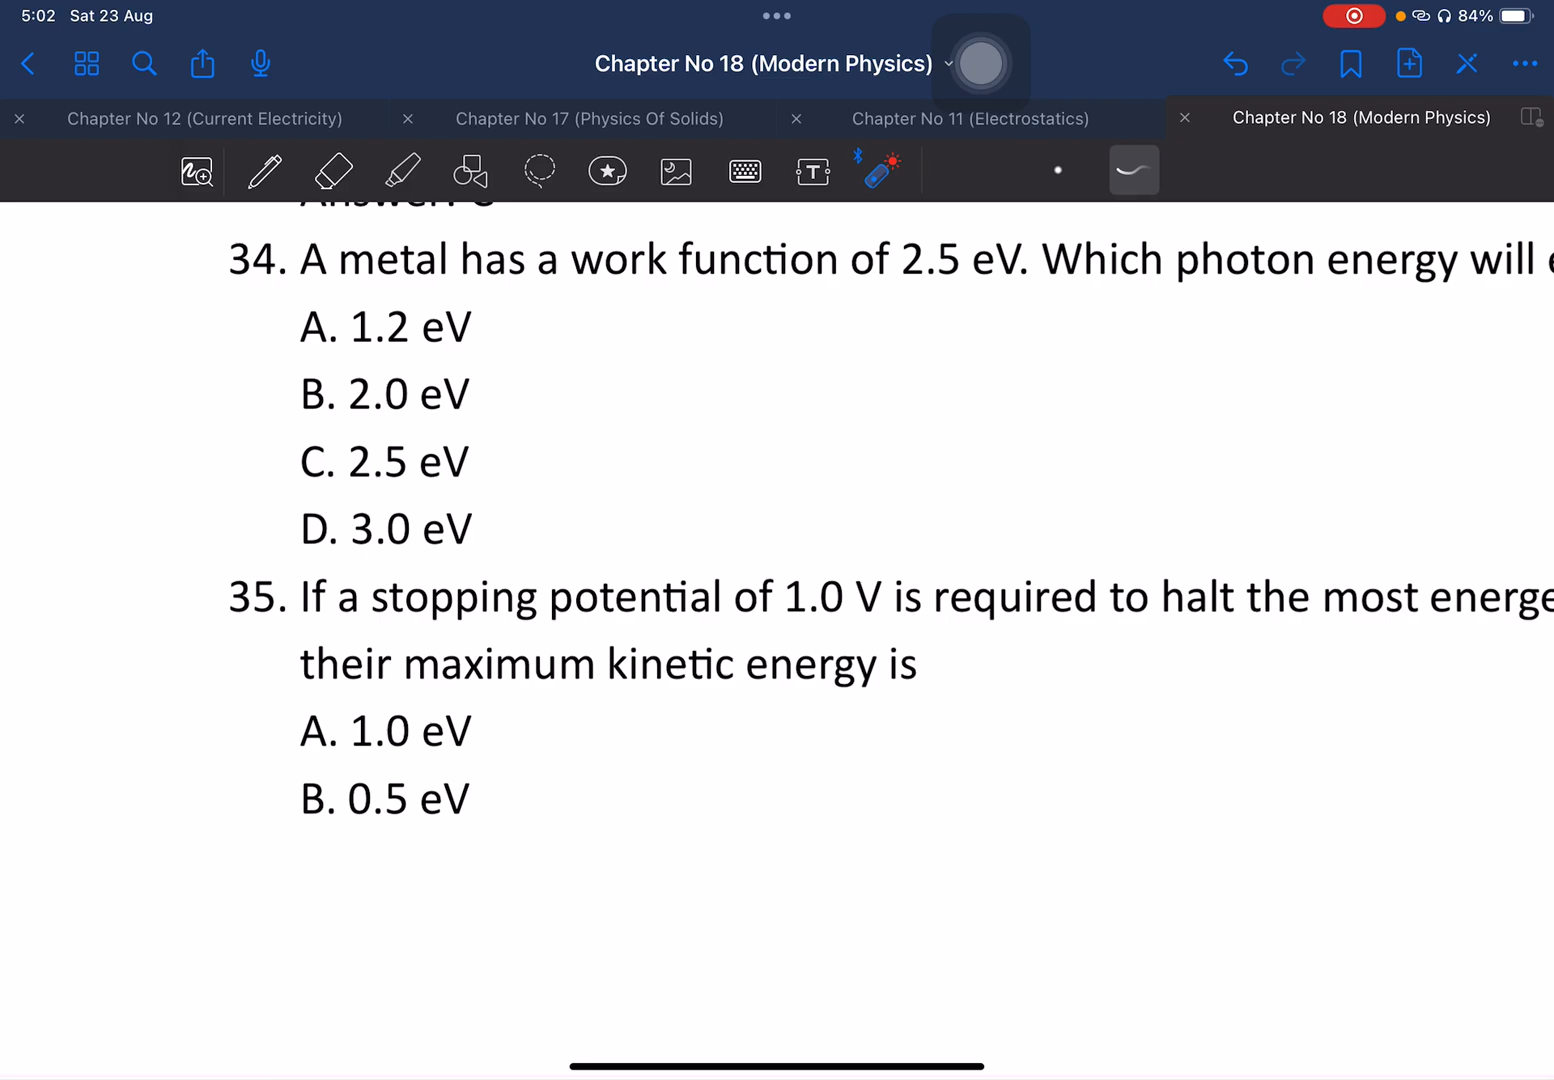 5:02 Sat 23 Aug
84%
Chapter No 18 (Modern Physics)
Chapter No 12 (Current Electricity)
Chapter No 17 (Physics Of Solids)
Chapter No 11 (Electrostatics)
Chapter No 18 (Modern Physics)
34. A metal has a work function of 2.5 eV. Which photon energy will
A. 1.2 eV
B. 2.0 eV
C. 2.5 eV
D. 3.0 eV
35. If a stopping potential of 1.0 V is required to halt the most energe
their maximum kinetic energy is
A. 1.0 eV
B. 0.5 eV